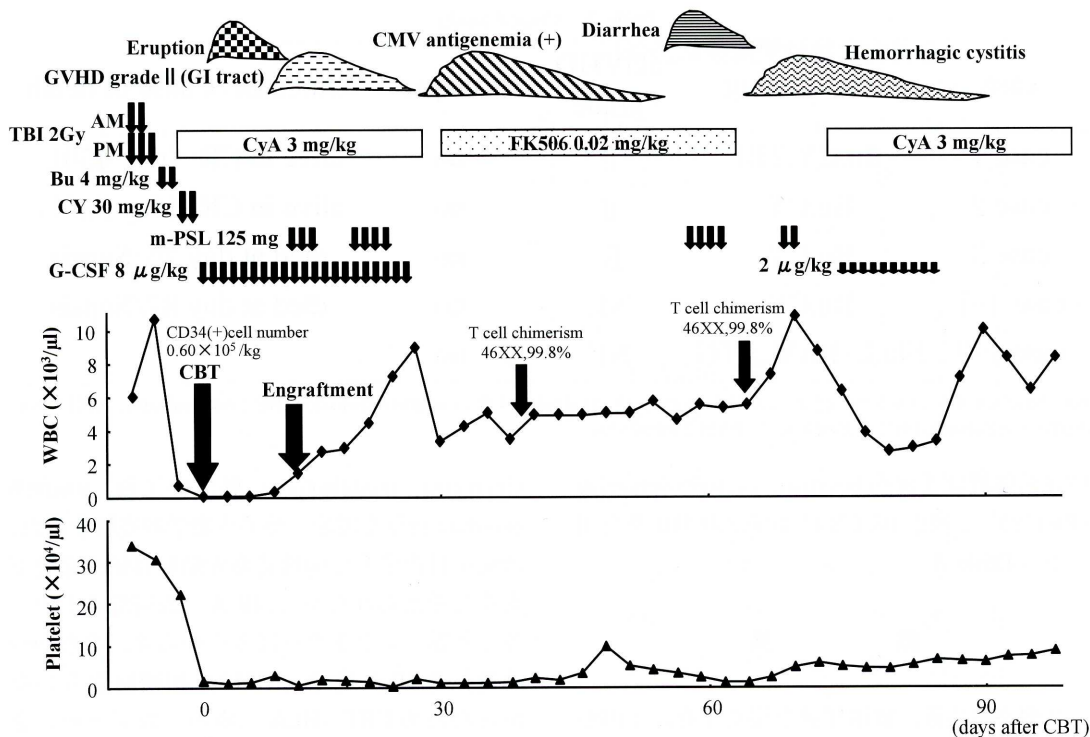 Eruption
GVHD grade II (GI tract)
CMV antigenemia (+)
Diarrhea
Hemorrhagic cystitis
TBI 2Gy
AM
PM
CyA 3 mg/kg
FK506 0.02 mg/kg
CyA 3 mg/kg
Bu 4 mg/kg
CY 30 mg/kg
m-PSL 125 mg
G-CSF 8 μg/kg
2 μg/kg
WBC (×10³/μl)
10
8
6
4
2
0
CD34(+)cell number
0.60×10⁵/kg
CBT
Engraftment
T cell chimerism
46XX,99.8%
T cell chimerism
46XX,99.8%
Platelet (×10⁴/μl)
40
30
20
10
0
0
30
60
90
(days after CBT)